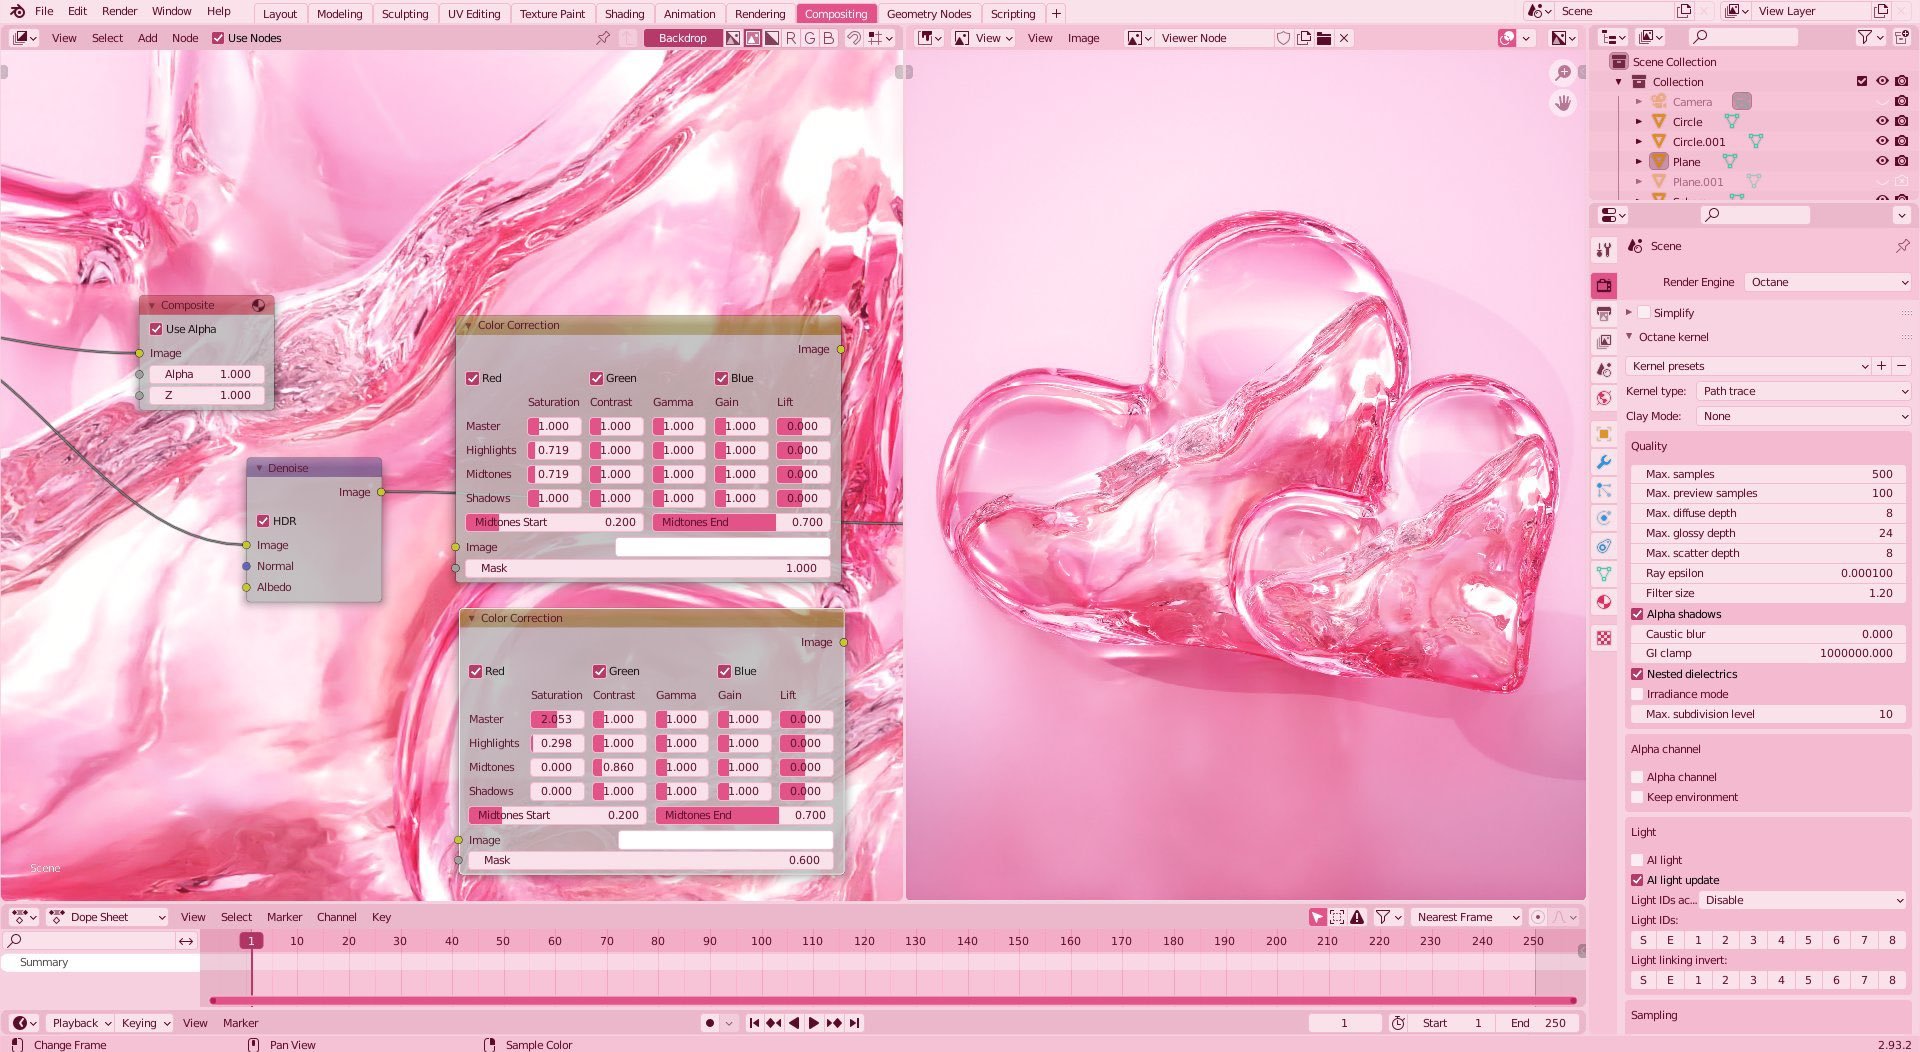 File Edit Render Window Help Layout Modeling Sculpting UV Editing Texture Paint Shading Animation Rendering Compositing Geometry Nodes Scripting + Scene View Layer
View Select Add Node Use Nodes Backdrop R G B
View View Image Viewer Node
Composite
Use Alpha
Image
Alpha 1.000
Z 1.000
Denoise
Image
HDR
Image
Normal
Albedo
Color Correction
Image
Red Green Blue
Saturation Contrast Gamma Gain Lift
Master 1.000 1.000 1.000 1.000 0.000
Highlights 0.719 1.000 1.000 1.000 0.000
Midtones 0.719 1.000 1.000 1.000 0.000
Shadows 1.000 1.000 1.000 1.000 0.000
Midtones Start 0.200 Midtones End 0.700
Image
Mask 1.000
Color Correction
Image
Red Green Blue
Saturation Contrast Gamma Gain Lift
Master 2.053 1.000 1.000 1.000 0.000
Highlights 0.298 1.000 1.000 1.000 0.000
Midtones 0.000 0.860 1.000 1.000 0.000
Shadows 0.000 1.000 1.000 1.000 0.000
Midtones Start 0.200 Midtones End 0.700
Image
Mask 0.600
Scene
Scene Collection
Collection
Camera
Circle
Circle.001
Plane
Plane.001
Scene
Render Engine Octane
Simplify
Octane kernel
Kernel presets
Kernel type: Path trace
Clay Mode: None
Quality
Max. samples 500
Max. preview samples 100
Max. diffuse depth 8
Max. glossy depth 24
Max. scatter depth 8
Ray epsilon 0.000100
Filter size 1.20
Alpha shadows
Caustic blur 0.000
GI clamp 1000000.000
Nested dielectrics
Irradiance mode
Max. subdivision level 10
Alpha channel
Alpha channel
Keep environment
Light
AI light
AI light update
Light IDs ac... Disable
Light IDs:
S E 1 2 3 4 5 6 7 8
Light linking invert:
S E 1 2 3 4 5 6 7 8
Sampling
Dope Sheet View Select Marker Channel Key Nearest Frame
1 10 20 30 40 50 60 70 80 90 100 110 120 130 140 150 160 170 180 190 200 210 220 230 240 250
Summary
Playback Keying View Marker 1 Start 1 End 250
Change Frame Pan View Sample Color 2.93.2